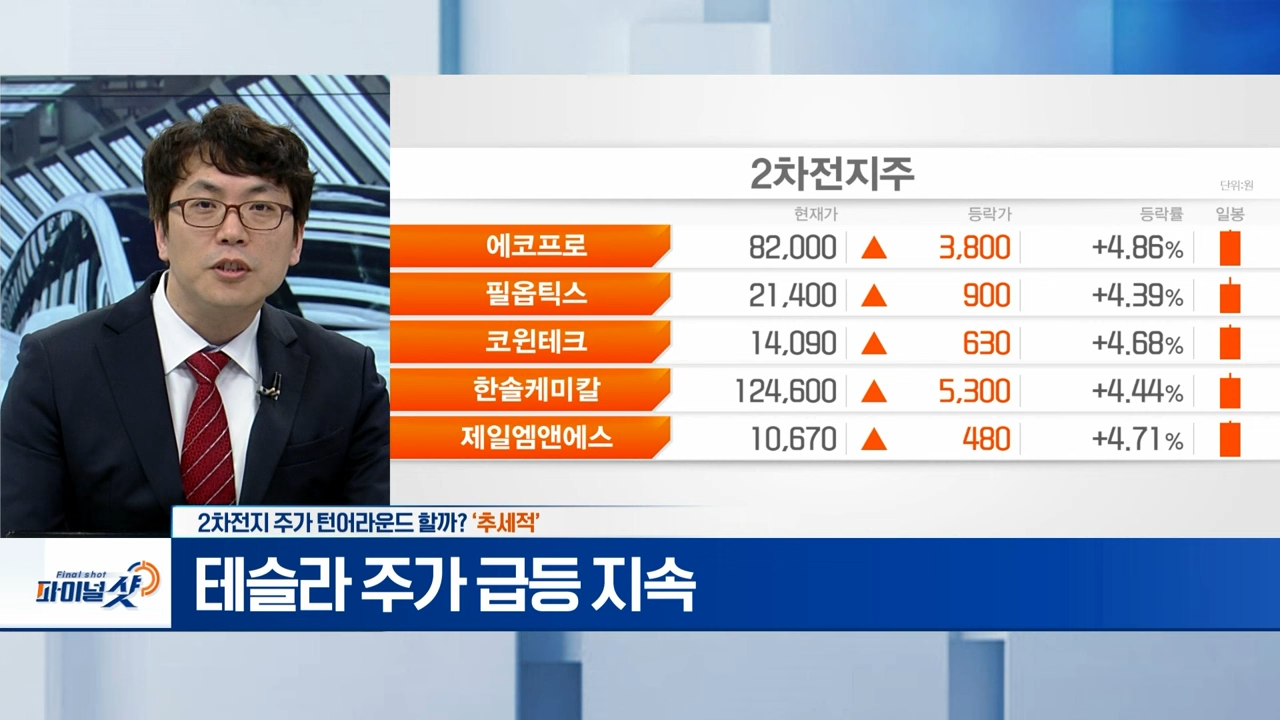 2차전지주
단위:원
현재가 등락가 등락률 일봉
에코프로 82,000 ▲ 3,800 +4.86%
필옵틱스 21,400 ▲ 900 +4.39%
코윈테크 14,090 ▲ 630 +4.68%
한솔케미칼 124,600 ▲ 5,300 +4.44%
제일엠앤에스 10,670 ▲ 480 +4.71%
2차전지 주가 턴어라운드 할까? ‘추세적’
Final shot
파이널샷
테슬라 주가 급등 지속